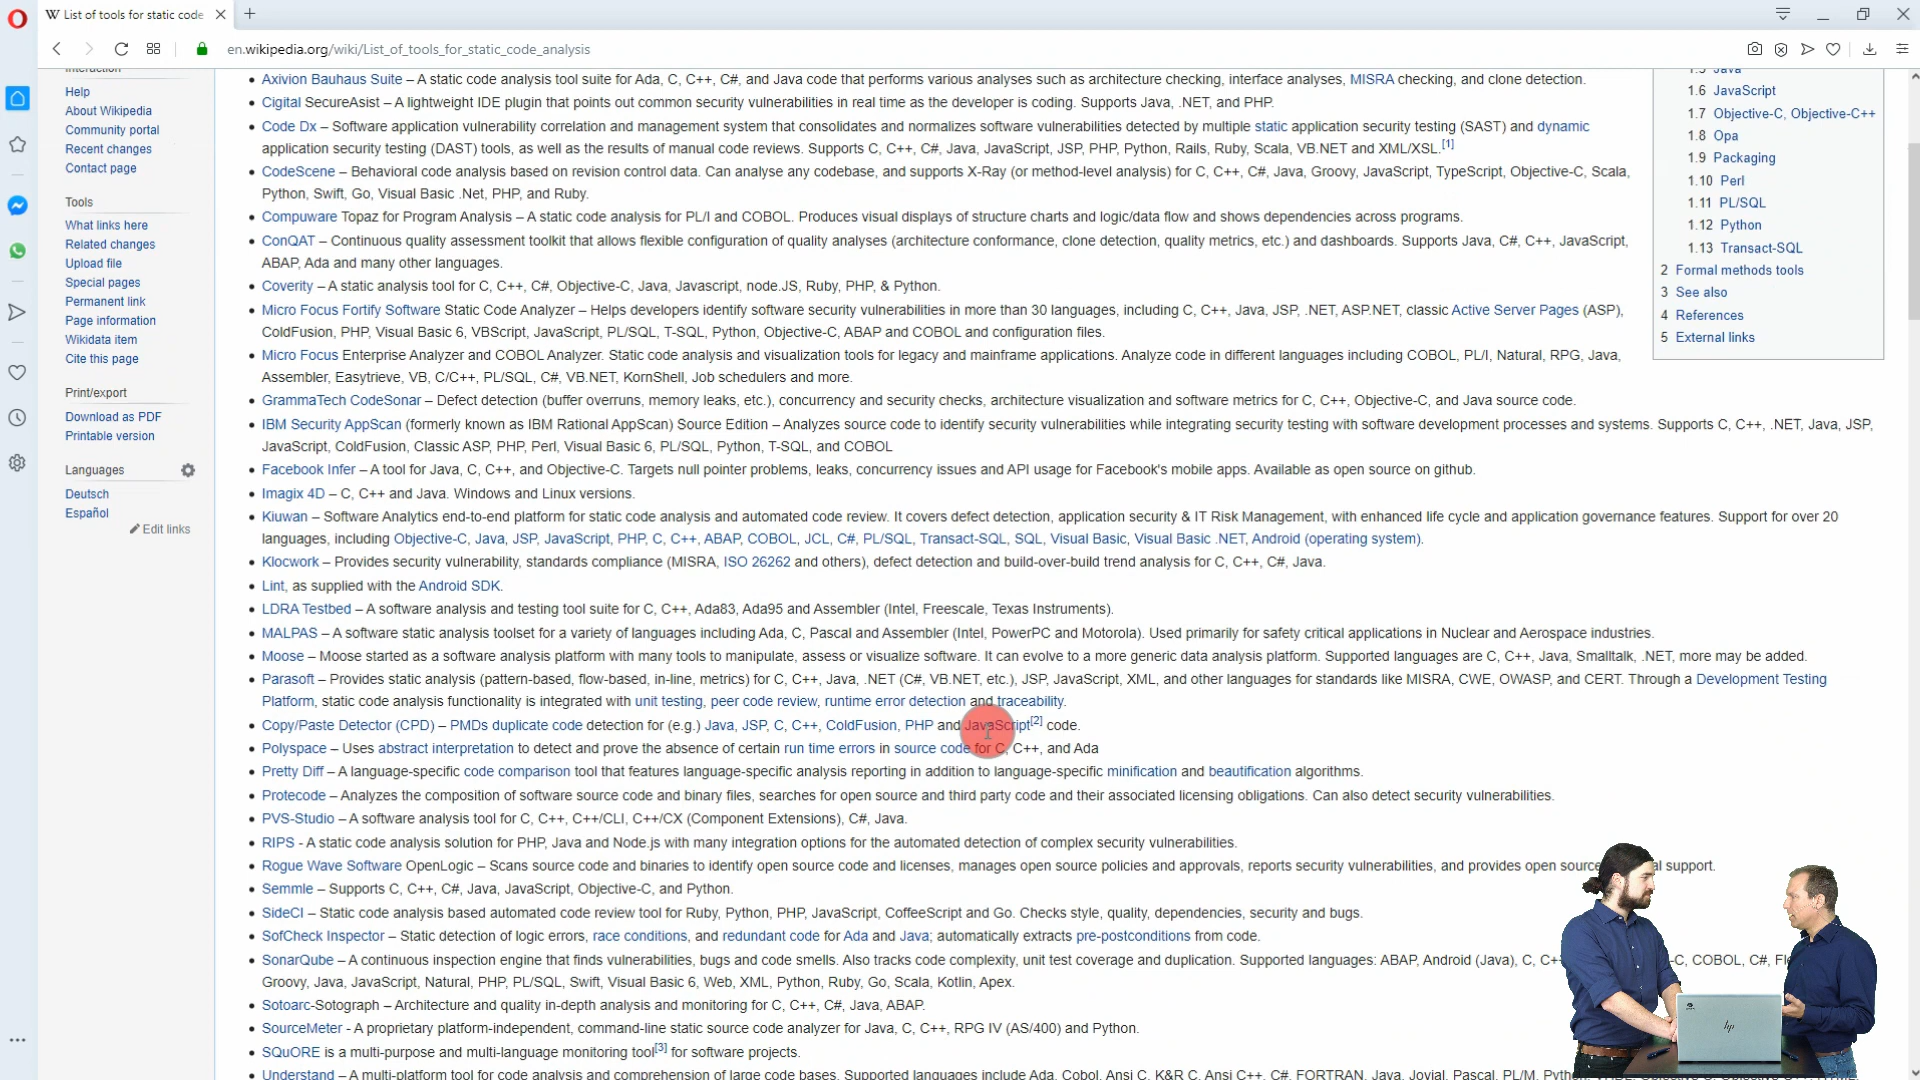 W List of tools for static code
en.wikipedia.org/wiki/List_of_tools_for_static_code_analysis
Interaction
Help
About Wikipedia
Community portal
Recent changes
Contact page
Tools
What links here
Related changes
Upload file
Special pages
Permanent link
Page information
Wikidata item
Cite this page
Print/export
Download as PDF
Printable version
Languages
Deutsch
Español
Edit links
• Axivion Bauhaus Suite – A static code analysis tool suite for Ada, C, C++, C#, and Java code that performs various analyses such as architecture checking, interface analyses, MISRA checking, and clone detection.
• Cigital SecureAssist – A lightweight IDE plugin that points out common security vulnerabilities in real time as the developer is coding. Supports Java, .NET, and PHP.
• Code Dx – Software application vulnerability correlation and management system that consolidates and normalizes software vulnerabilities detected by multiple static application security testing (SAST) and dynamic
application security testing (DAST) tools, as well as the results of manual code reviews. Supports C, C++, C#, Java, JavaScript, JSP, PHP, Python, Rails, Ruby, Scala, VB.NET and XML/XSL.[1]
• CodeScene – Behavioral code analysis based on revision control data. Can analyse any codebase, and supports X-Ray (or method-level analysis) for C, C++, C#, Java, Groovy, JavaScript, TypeScript, Objective-C, Scala,
Python, Swift, Go, Visual Basic .Net, PHP, and Ruby.
• Compuware Topaz for Program Analysis – A static code analysis for PL/I and COBOL. Produces visual displays of structure charts and logic/data flow and shows dependencies across programs.
• ConQAT – Continuous quality assessment toolkit that allows flexible configuration of quality analyses (architecture conformance, clone detection, quality metrics, etc.) and dashboards. Supports Java, C#, C++, JavaScript,
ABAP, Ada and many other languages.
• Coverity – A static analysis tool for C, C++, C#, Objective-C, Java, Javascript, node.JS, Ruby, PHP, & Python.
• Micro Focus Fortify Software Static Code Analyzer – Helps developers identify software security vulnerabilities in more than 30 languages, including C, C++, Java, JSP, .NET, ASP.NET, classic Active Server Pages (ASP),
ColdFusion, PHP, Visual Basic 6, VBScript, JavaScript, PL/SQL, T-SQL, Python, Objective-C, ABAP and COBOL and configuration files.
• Micro Focus Enterprise Analyzer and COBOL Analyzer. Static code analysis and visualization tools for legacy and mainframe applications. Analyze code in different languages including COBOL, PL/I, Natural, RPG, Java,
Assembler, Easytrieve, VB, C/C++, PL/SQL, C#, VB.NET, KornShell, Job schedulers and more.
• GrammaTech CodeSonar – Defect detection (buffer overruns, memory leaks, etc.), concurrency and security checks, architecture visualization and software metrics for C, C++, Objective-C, and Java source code.
• IBM Security AppScan (formerly known as IBM Rational AppScan) Source Edition – Analyzes source code to identify security vulnerabilities while integrating security testing with software development processes and systems. Supports C, C++, .NET, Java, JSP,
JavaScript, ColdFusion, Classic ASP, PHP, Perl, Visual Basic 6, PL/SQL, Python, T-SQL, and COBOL
• Facebook Infer – A tool for Java, C, C++, and Objective-C. Targets null pointer problems, leaks, concurrency issues and API usage for Facebook's mobile apps. Available as open source on github.
• Imagix 4D – C, C++ and Java. Windows and Linux versions.
• Kiuwan – Software Analytics end-to-end platform for static code analysis and automated code review. It covers defect detection, application security & IT Risk Management, with enhanced life cycle and application governance features. Support for over 20
languages, including Objective-C, Java, JSP, JavaScript, PHP, C, C++, ABAP, COBOL, JCL, C#, PL/SQL, Transact-SQL, SQL, Visual Basic, Visual Basic .NET, Android (operating system).
• Klocwork – Provides security vulnerability, standards compliance (MISRA, ISO 26262 and others), defect detection and build-over-build trend analysis for C, C++, C#, Java.
• Lint, as supplied with the Android SDK.
• LDRA Testbed – A software analysis and testing tool suite for C, C++, Ada83, Ada95 and Assembler (Intel, Freescale, Texas Instruments).
• MALPAS – A software static analysis toolset for a variety of languages including Ada, C, Pascal and Assembler (Intel, PowerPC and Motorola). Used primarily for safety critical applications in Nuclear and Aerospace industries.
• Moose – Moose started as a software analysis platform with many tools to manipulate, assess or visualize software. It can evolve to a more generic data analysis platform. Supported languages are C, C++, Java, Smalltalk, .NET, more may be added.
• Parasoft – Provides static analysis (pattern-based, flow-based, in-line, metrics) for C, C++, Java, .NET (C#, VB.NET, etc.), JSP, JavaScript, XML, and other languages for standards like MISRA, CWE, OWASP, and CERT. Through a Development Testing
Platform, static code analysis functionality is integrated with unit testing, peer code review, runtime error detection and traceability.
• Copy/Paste Detector (CPD) – PMDs duplicate code detection for (e.g.) Java, JSP, C, C++, ColdFusion, PHP and JavaScript[2] code.
• Polyspace – Uses abstract interpretation to detect and prove the absence of certain run time errors in source code for C, C++, and Ada
• Pretty Diff – A language-specific code comparison tool that features language-specific analysis reporting in addition to language-specific minification and beautification algorithms.
• Protecode – Analyzes the composition of software source code and binary files, searches for open source and third party code and their associated licensing obligations. Can also detect security vulnerabilities.
• PVS-Studio – A software analysis tool for C, C++, C++/CLI, C++/CX (Component Extensions), C#, Java.
• RIPS - A static code analysis solution for PHP, Java and Node.js with many integration options for the automated detection of complex security vulnerabilities.
• Rogue Wave Software OpenLogic – Scans source code and binaries to identify open source code and licenses, manages open source policies and approvals, reports security vulnerabilities, and provides open source l support.
• Semmle – Supports C, C++, C#, Java, JavaScript, Objective-C, and Python.
• SideCI – Static code analysis based automated code review tool for Ruby, Python, PHP, JavaScript, CoffeeScript and Go. Checks style, quality, dependencies, security and bugs.
• SofCheck Inspector – Static detection of logic errors, race conditions, and redundant code for Ada and Java; automatically extracts pre-postconditions from code.
• SonarQube – A continuous inspection engine that finds vulnerabilities, bugs and code smells. Also tracks code complexity, unit test coverage and duplication. Supported languages: ABAP, Android (Java), C, C+ -C, COBOL, C#, Fl
Groovy, Java, JavaScript, Natural, PHP, PL/SQL, Swift, Visual Basic 6, Web, XML, Python, Ruby, Go, Scala, Kotlin, Apex.
• Sotoarc-Sotograph – Architecture and quality in-depth analysis and monitoring for C, C++, C#, Java, ABAP.
• SourceMeter - A proprietary platform-independent, command-line static source code analyzer for Java, C, C++, RPG IV (AS/400) and Python.
• SQuORE is a multi-purpose and multi-language monitoring tool[3] for software projects.
• Understand – A multi-platform tool for code analysis and comprehension of large code bases. Supported languages include Ada, Cobol, Ansi C, K&R C, Ansi C++, C#, FORTRAN, Java, Jovial, Pascal, PL/M, Python,
1.5 Java
1.6 JavaScript
1.7 Objective-C, Objective-C++
1.8 Opa
1.9 Packaging
1.10 Perl
1.11 PL/SQL
1.12 Python
1.13 Transact-SQL
2 Formal methods tools
3 See also
4 References
5 External links
hp